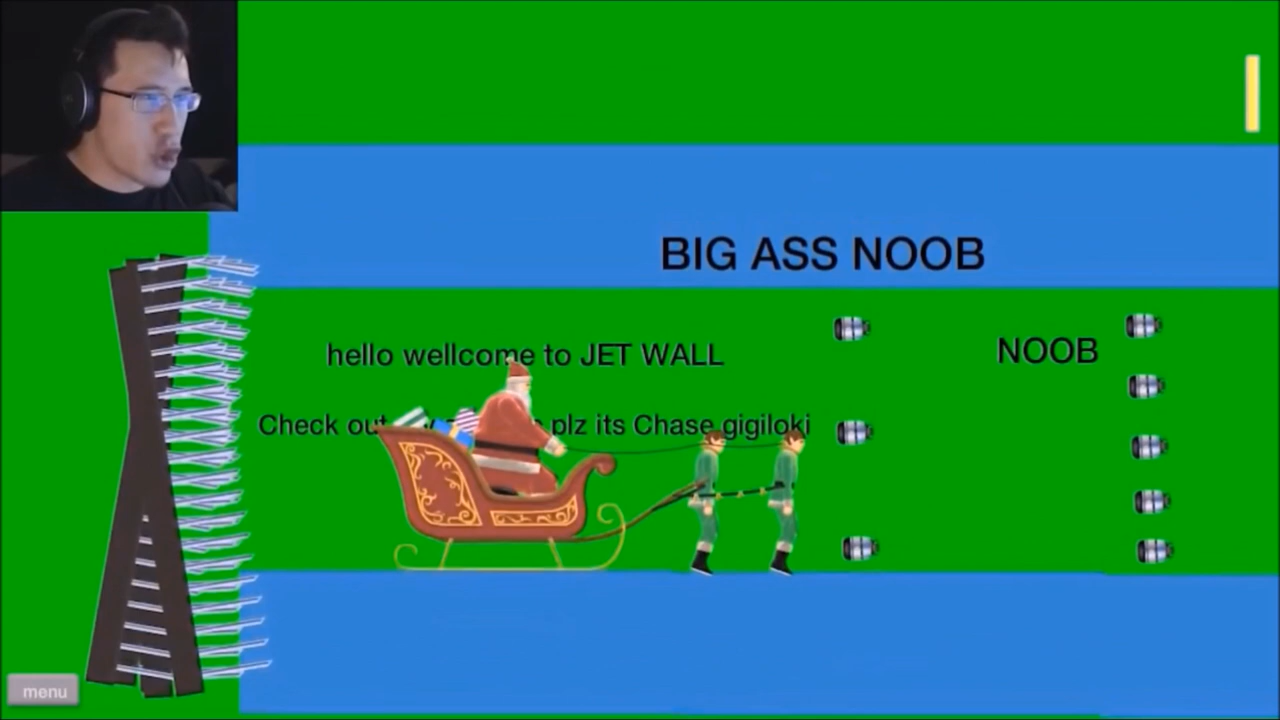 BIG ASS NOOB
hello wellcome to JET WALL
NOOB
Check out plz its Chase gigiloki
menu